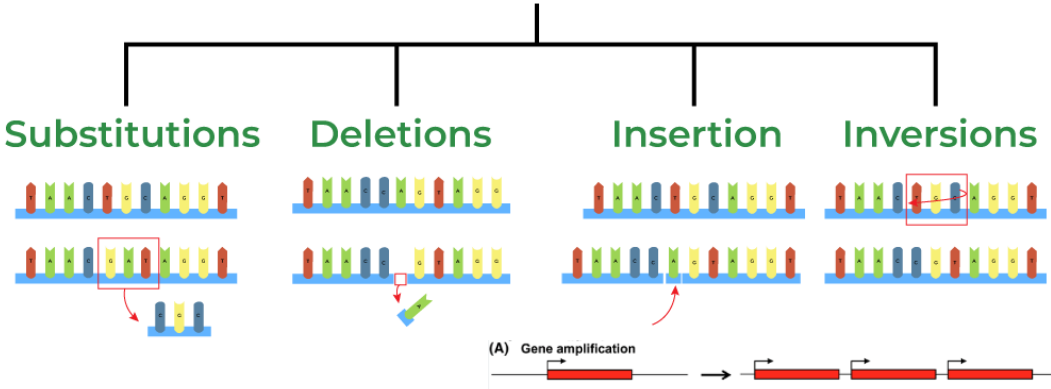 Substitutions Deletions Insertion Inversions
T A A C T G C A G G T
T A A C C A G T A G G
T A A C T G C A G G T
T A A C T G C A G G T
T A A C G A T A G G T
T A A C C G T A G G
T A A C C A G T A G G T
T A A C C G T A G G T
C G C
A
(A) Gene amplification